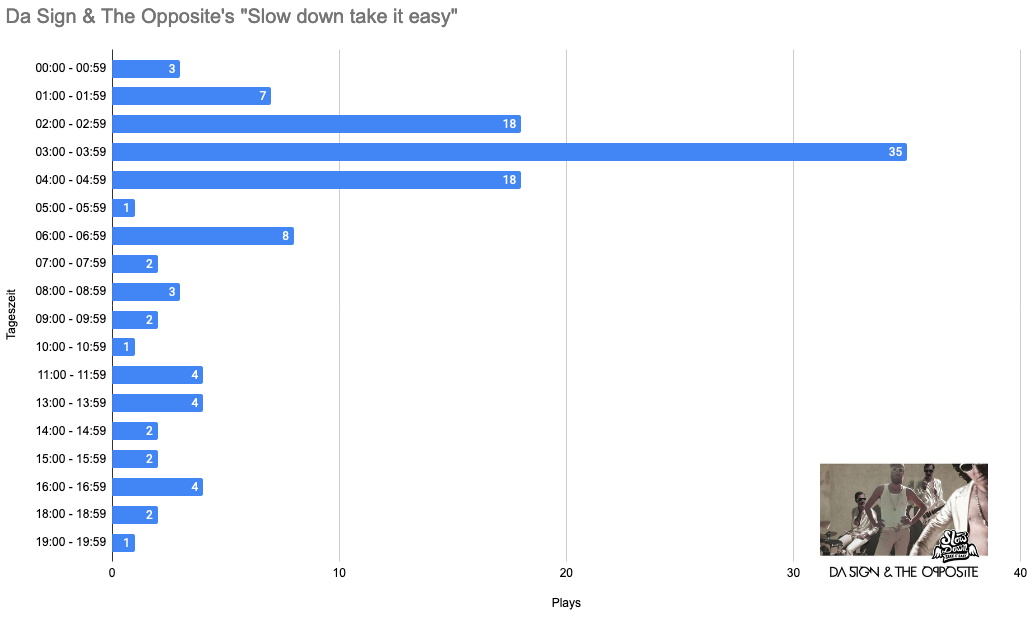 Da Sign & The Opposite's "Slow down take it easy"
00:00 - 00:59 3
01:00 - 01:59 7
02:00 - 02:59 18
03:00 - 03:59 35
04:00 - 04:59 18
05:00 - 05:59 1
06:00 - 06:59 8
07:00 - 07:59 2
08:00 - 08:59 3
09:00 - 09:59 2
10:00 - 10:59 1
11:00 - 11:59 4
13:00 - 13:59 4
14:00 - 14:59 2
15:00 - 15:59 2
16:00 - 16:59 4
18:00 - 18:59 2
19:00 - 19:59 1
Tageszeit
0 10 20 30 40
Plays
Slow
Down
DA SIGN & THE OPPOSITE